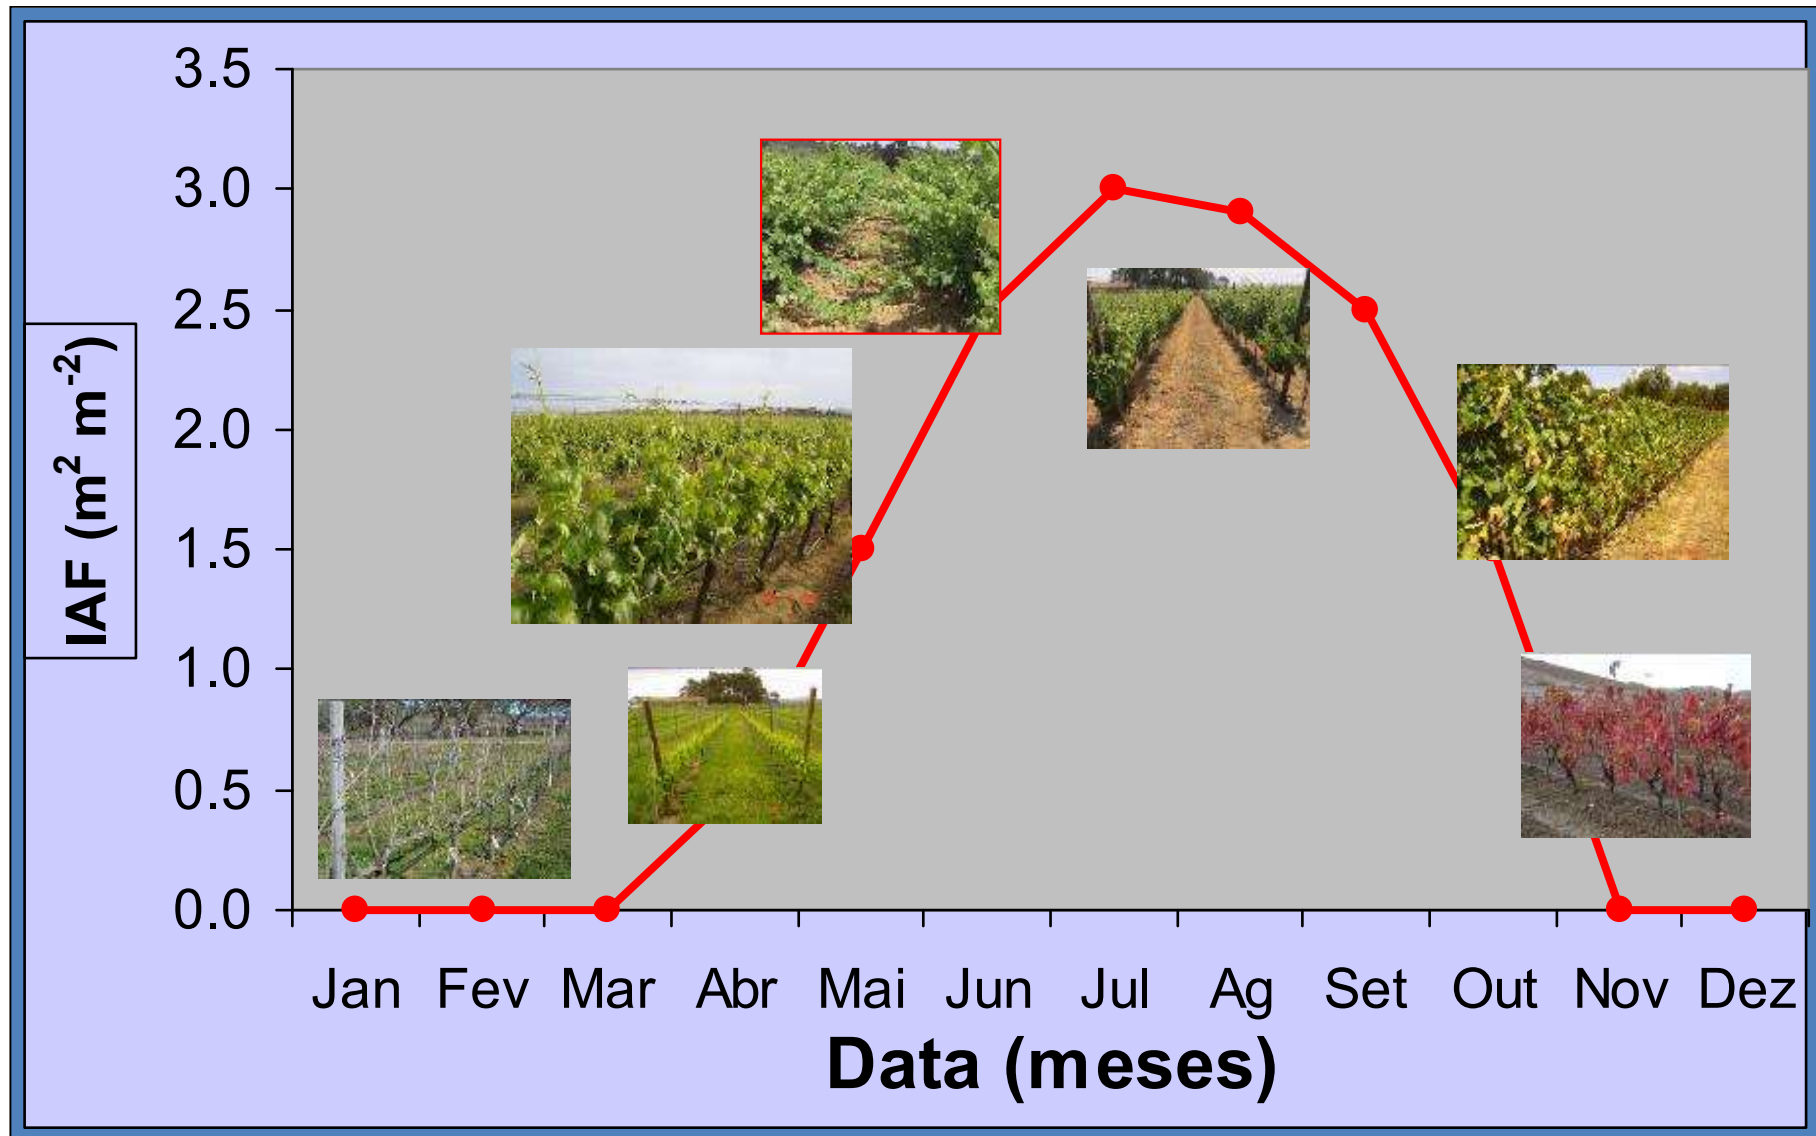 3.5
3.0
2.5
2.0
1.5
1.0
0.5
0.0
IAF (m² m⁻²)
Jan Fev Mar Abr Mai Jun Jul Ag Set Out Nov Dez
Data (meses)